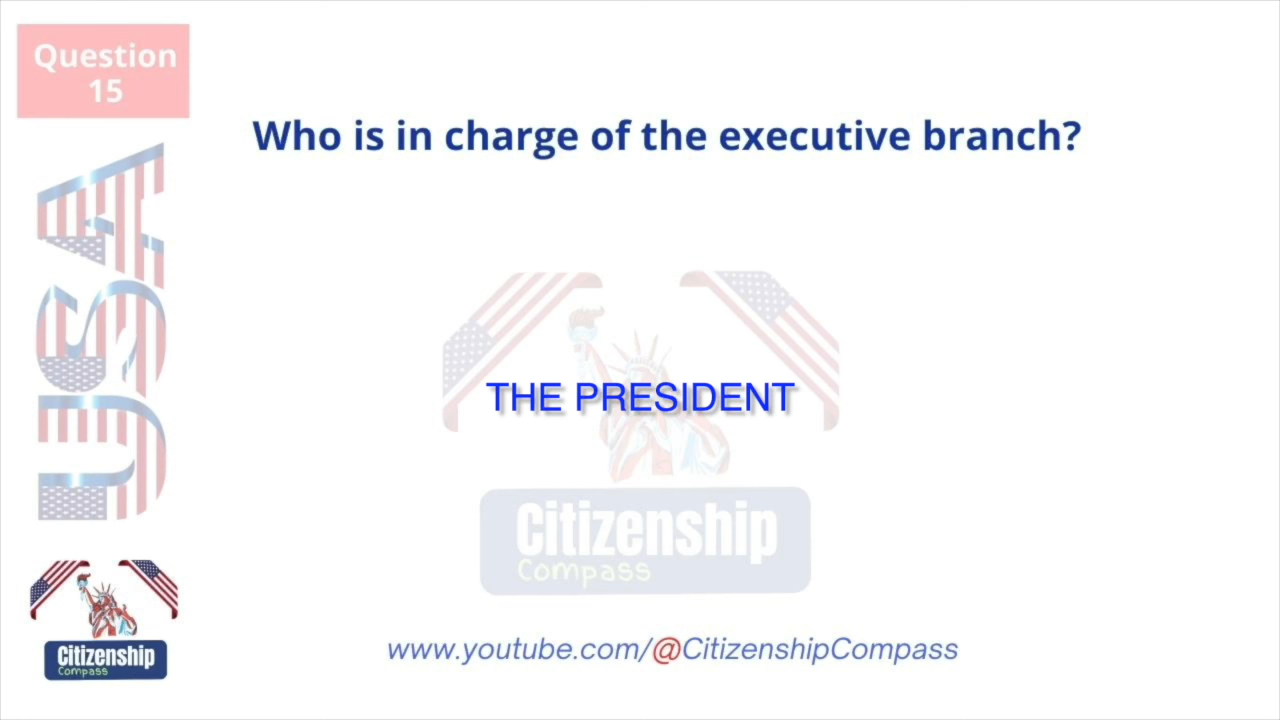 Question
15
Who is in charge of the executive branch?
USA
THE PRESIDENT
Citizenship
Compass
www.youtube.com/@CitizenshipCompass
Citizenship
Compass